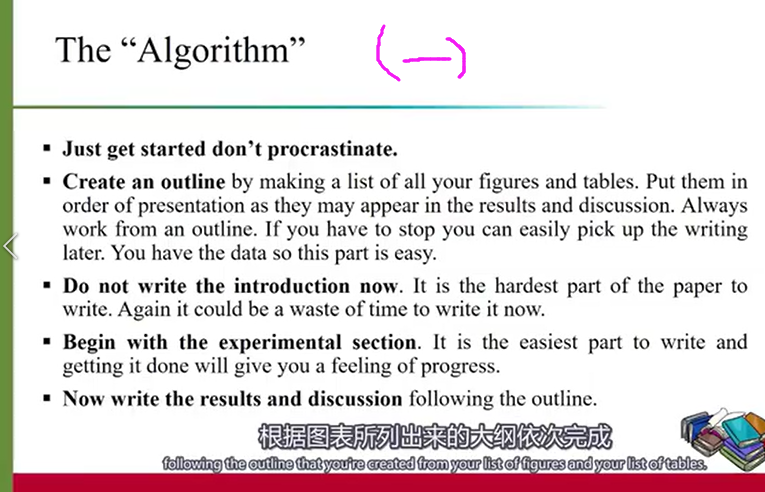 The “Algorithm” (一)
▪ Just get started don’t procrastinate.
▪ Create an outline by making a list of all your figures and tables. Put them in
order of presentation as they may appear in the results and discussion. Always
work from an outline. If you have to stop you can easily pick up the writing
later. You have the data so this part is easy.
▪ Do not write the introduction now. It is the hardest part of the paper to
write. Again it could be a waste of time to write it now.
▪ Begin with the experimental section. It is the easiest part to write and
getting it done will give you a feeling of progress.
▪ Now write the results and discussion following the outline.
根据图表所列出来的大纲依次完成
following the outline that you're created from your list of figures and your list of tables.